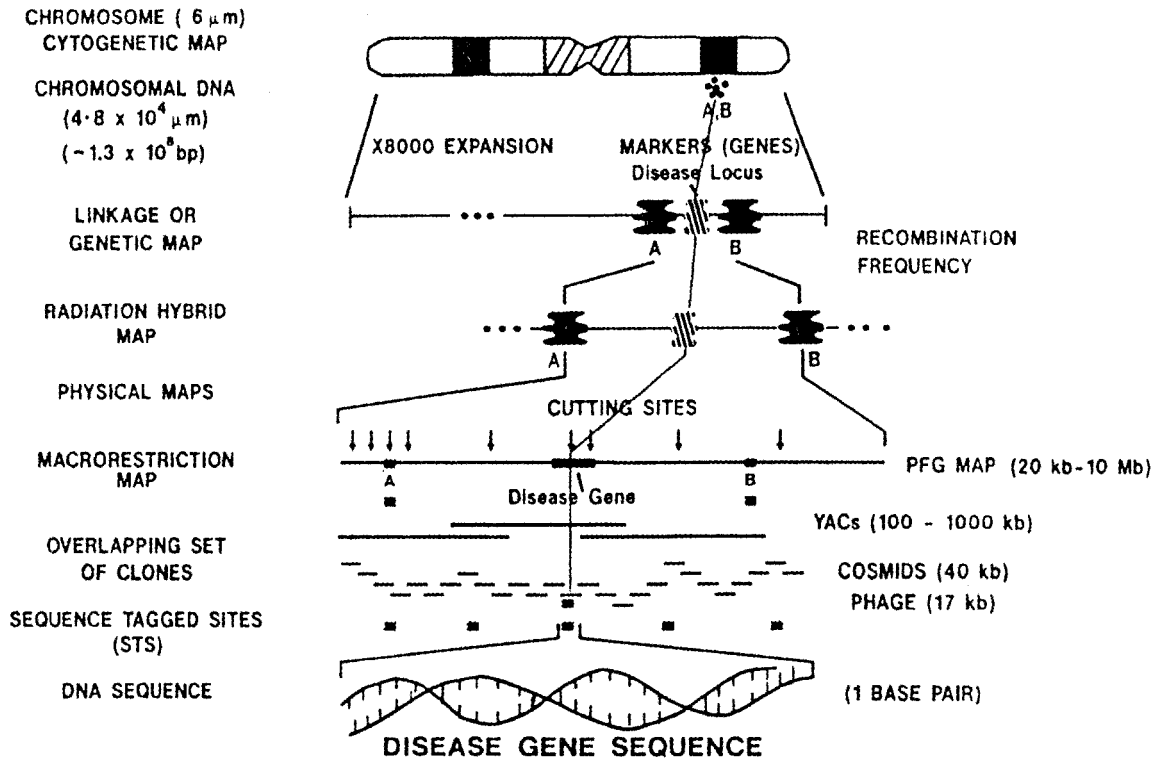 CHROMOSOME ( 6 μm)
CYTOGENETIC MAP
CHROMOSOMAL DNA
(4·8 x 10⁴ μm)
(~1.3 x 10⁸bp)
A,B
X8000 EXPANSION
MARKERS (GENES)
Disease Locus
LINKAGE OR
GENETIC MAP
A
B
RECOMBINATION
FREQUENCY
RADIATION HYBRID
MAP
A
B
PHYSICAL MAPS
CUTTING SITES
MACRORESTRICTION
MAP
A
B
PFG MAP (20 kb-10 Mb)
Disease Gene
YACs (100 - 1000 kb)
OVERLAPPING SET
OF CLONES
COSMIDS (40 kb)
PHAGE (17 kb)
SEQUENCE TAGGED SITES
(STS)
DNA SEQUENCE
(1 BASE PAIR)
DISEASE GENE SEQUENCE